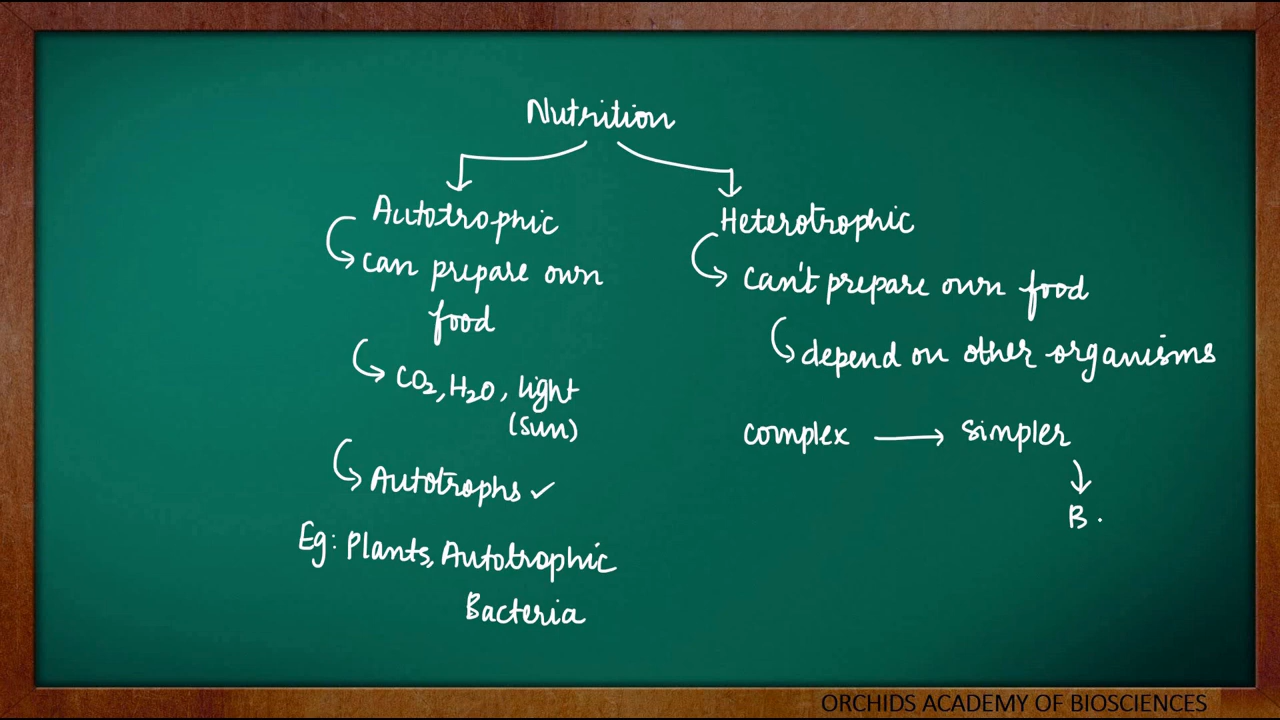 Nutrition
Autotrophic
can prepare own
food
CO2, H2O, light
(sun)
Autotrophs ✓
Eg: Plants, Autotrophic
Bacteria
Heterotrophic
can't prepare own food
depend on other organisms
complex → simpler
B.
ORCHIDS ACADEMY OF BIOSCIENCES